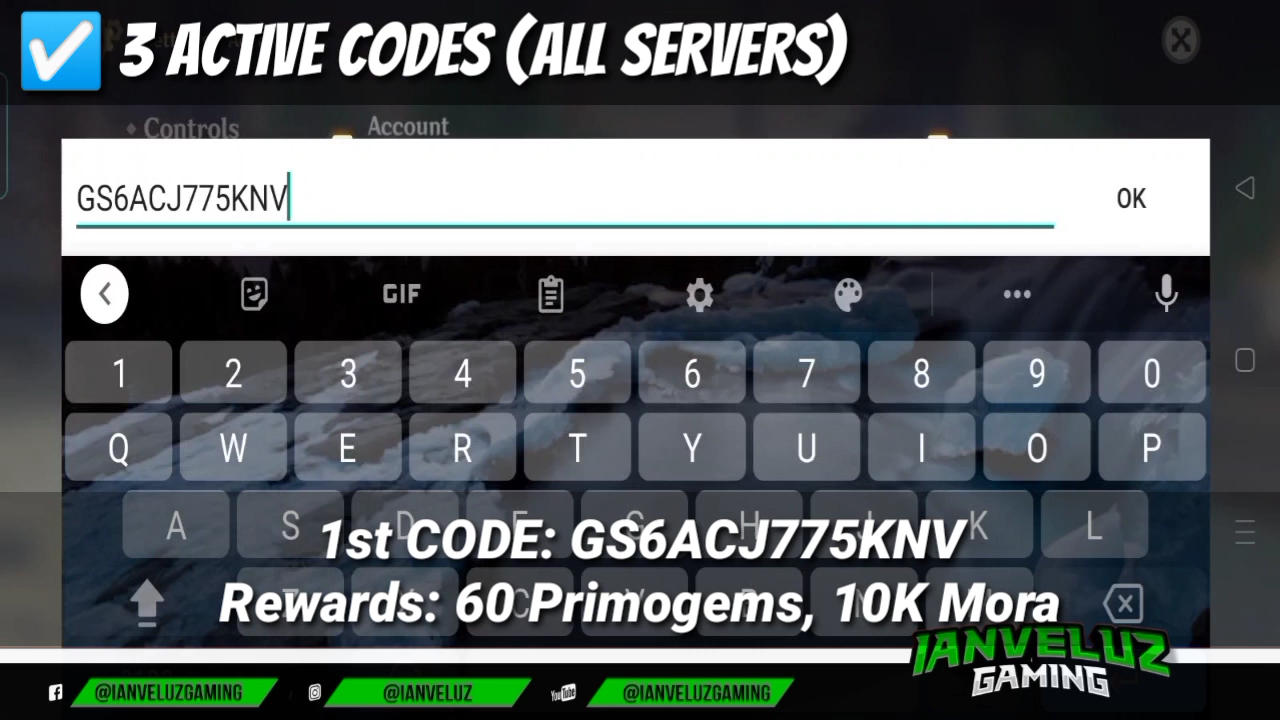 3 ACTIVE CODES (ALL SERVERS)
Controls
Account
GS6ACJ775KNV
OK
GIF
1 2 3 4 5 6 7 8 9 0
Q W E R T Y U I O P
A S D F G H J K L
1st CODE: GS6ACJ775KNV
Rewards: 60 Primogems, 10K Mora
IANVELUZ
GAMING
@IANVELUZGAMING
@IANVELUZ
YouTube
@IANVELUZGAMING